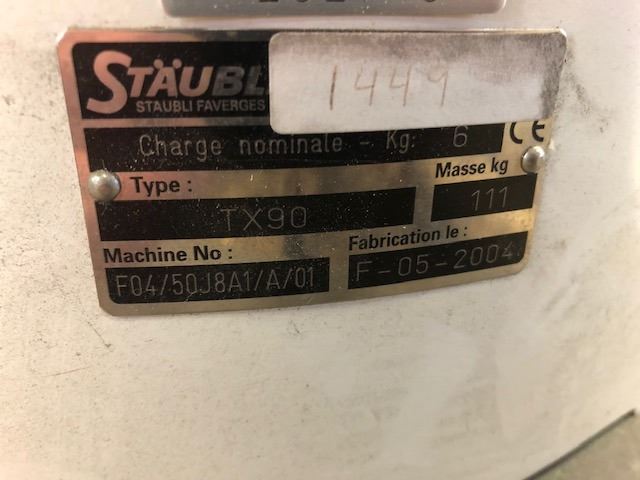 STÄUBLI
1449
STAUBLI FAVERGES
Charge nominale - Kg: 6 CE
Type :
Masse kg
TX90
111
Machine No :
Fabrication le :
F04/50J8A1/A/01
F-05-2004